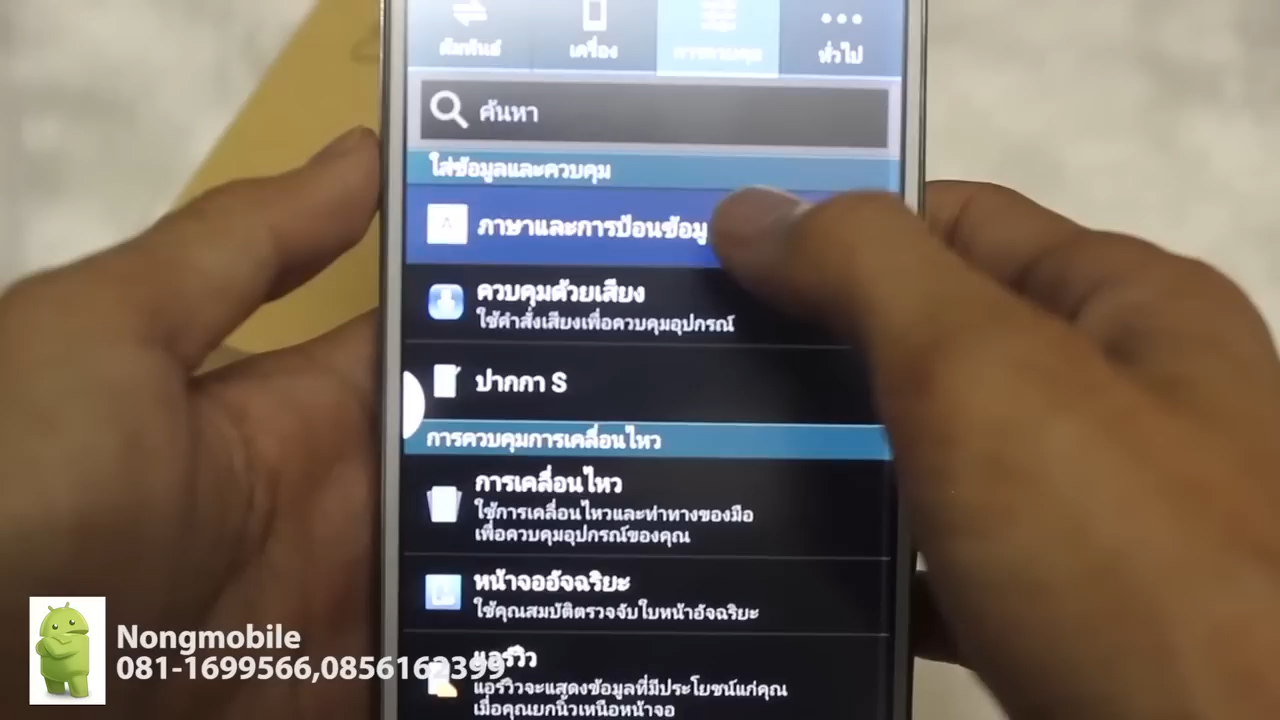 สัมพันธ์
เครื่อง
การควบคุม
ทั่วไป
ค้นหา
ใส่ข้อมูลและควบคุม
A
ภาษาและการป้อนข้อมู
ควบคุมด้วยเสียง
ใช้คำสั่งเสียงเพื่อควบคุมอุปกรณ์
ปากกา S
การควบคุมการเคลื่อนไหว
การเคลื่อนไหว
ใช้การเคลื่อนไหวและท่าทางของมือ
เพื่อควบคุมอุปกรณ์ของคุณ
หน้าจออัจฉริยะ
ใช้คุณสมบัติตรวจจับใบหน้าอัจฉริยะ
แอร์วิว
แอร์วิวจะแสดงข้อมูลที่มีประโยชน์แก่คุณ
เมื่อคุณยกนิ้วเหนือหน้าจอ
Nongmobile
081-1699566,0856162399